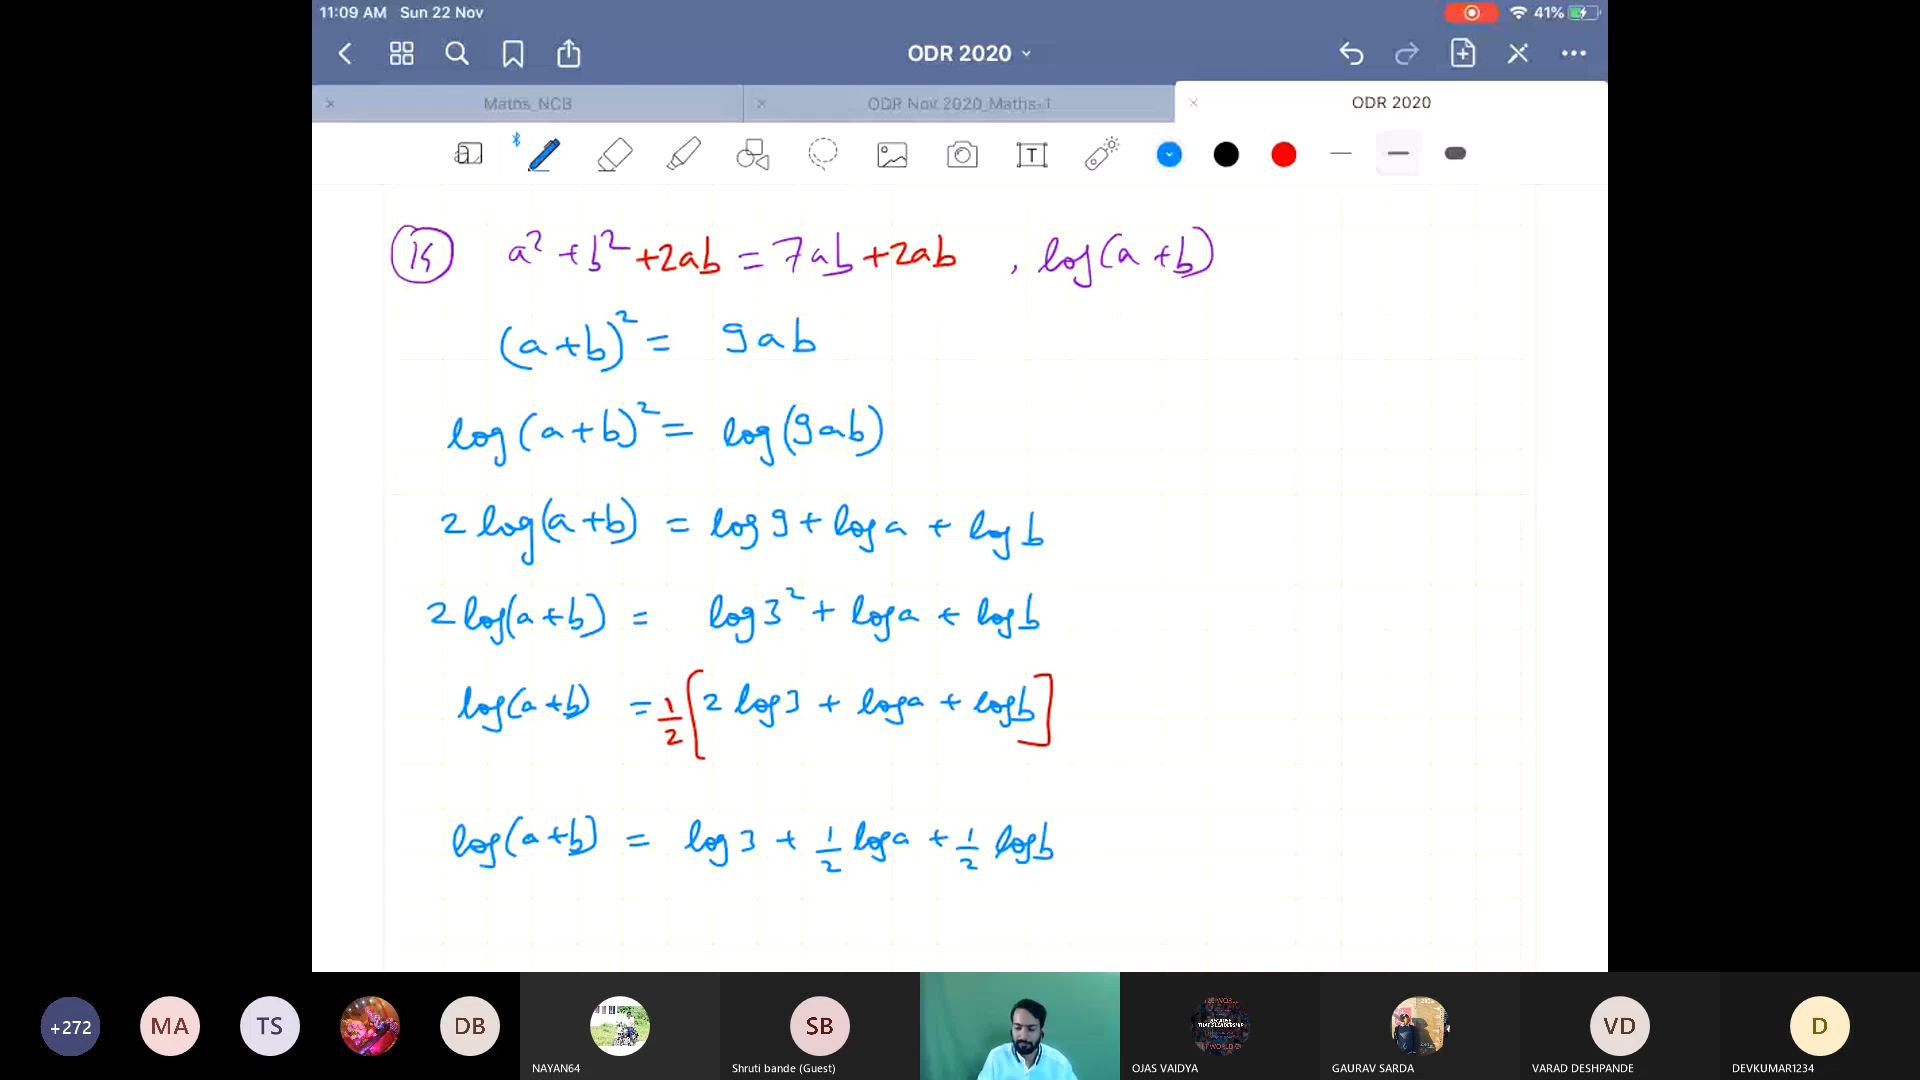 11:09 AM Sun 22 Nov
41%
ODR 2020
Maths_NCB
ODR Nov 2020_Maths-1
ODR 2020
T
15 a² + b² + 2ab = 7ab + 2ab , log(a + b)
(a + b)² = 9ab
log(a + b)² = log(9ab)
2 log(a + b) = log 9 + log a + log b
2 log(a + b) = log 3² + log a + log b
log(a + b) = 1/2 [2 log 3 + log a + log b]
log(a + b) = log 3 + 1/2 log a + 1/2 log b
+272
MA
TS
DB
NAYAN64
SB
Shruti bande (Guest)
OJAS VAIDYA
GAURAV SARDA
VD
VARAD DESHPANDE
D
DEVKUMAR1234